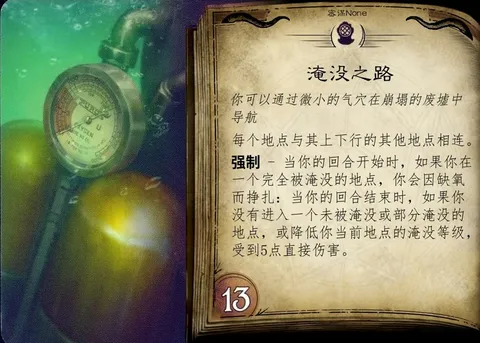 密谋None
淹没之路
你可以通过微小的气穴在崩塌的废墟中
导航
每个地点与其上下行的其他地点相连。
强制 – 当你的回合开始时，如果你在
一个完全被淹没的地点，你会因缺氧
而挣扎：当你的回合结束时，如果你
没有进入一个未被淹没或部分淹没的
地点，或降低你当前地点的淹没等级，
受到5点直接伤害。
13